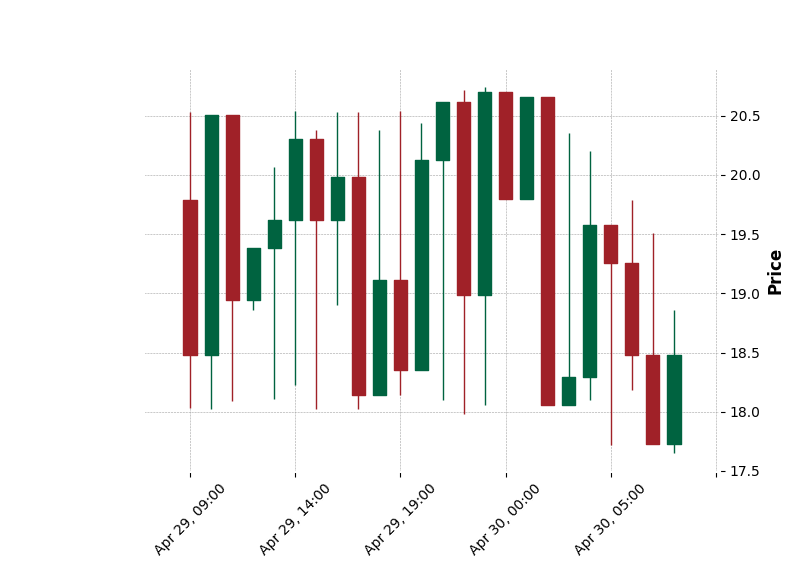 20.5
20.0
19.5
19.0
18.5
18.0
17.5
Price
Apr 29, 09:00
Apr 29, 14:00
Apr 29, 19:00
Apr 30, 00:00
Apr 30, 05:00